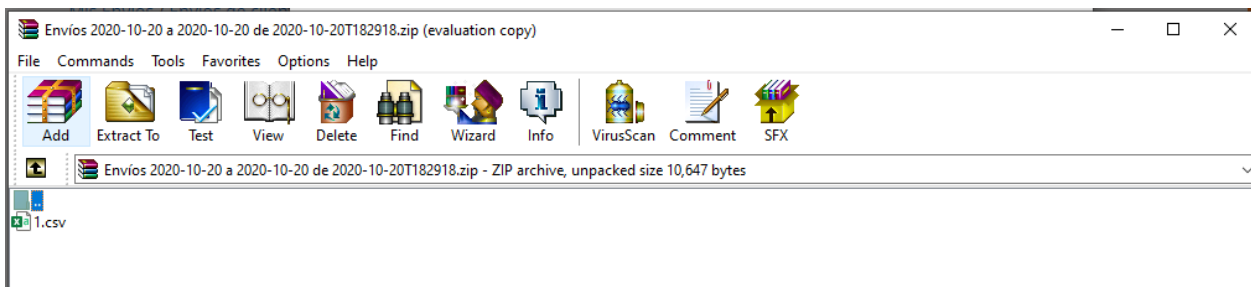 Envíos 2020-10-20 a 2020-10-20 de 2020-10-20T182918.zip (evaluation copy)
File Commands Tools Favorites Options Help
Add Extract To Test View Delete Find Wizard Info VirusScan Comment SFX
Envíos 2020-10-20 a 2020-10-20 de 2020-10-20T182918.zip - ZIP archive, unpacked size 10,647 bytes
..
1.csv